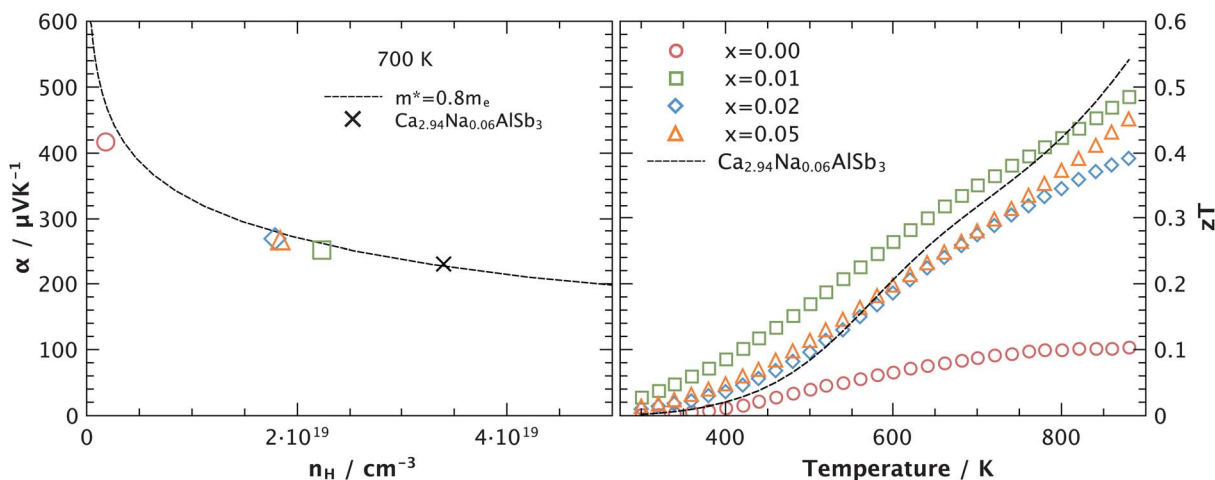 600
500
400
300
200
100
0
α / μVK⁻¹
700 K
m*=0.8mₑ
Ca₂.₉₄Na₀.₀₆AlSb₃
0
2·10¹⁹
4·10¹⁹
n_H / cm⁻³
x=0.00
x=0.01
x=0.02
x=0.05
Ca₂.₉₄Na₀.₀₆AlSb₃
400
600
800
Temperature / K
0.6
0.5
0.4
0.3
0.2
0.1
0
zT